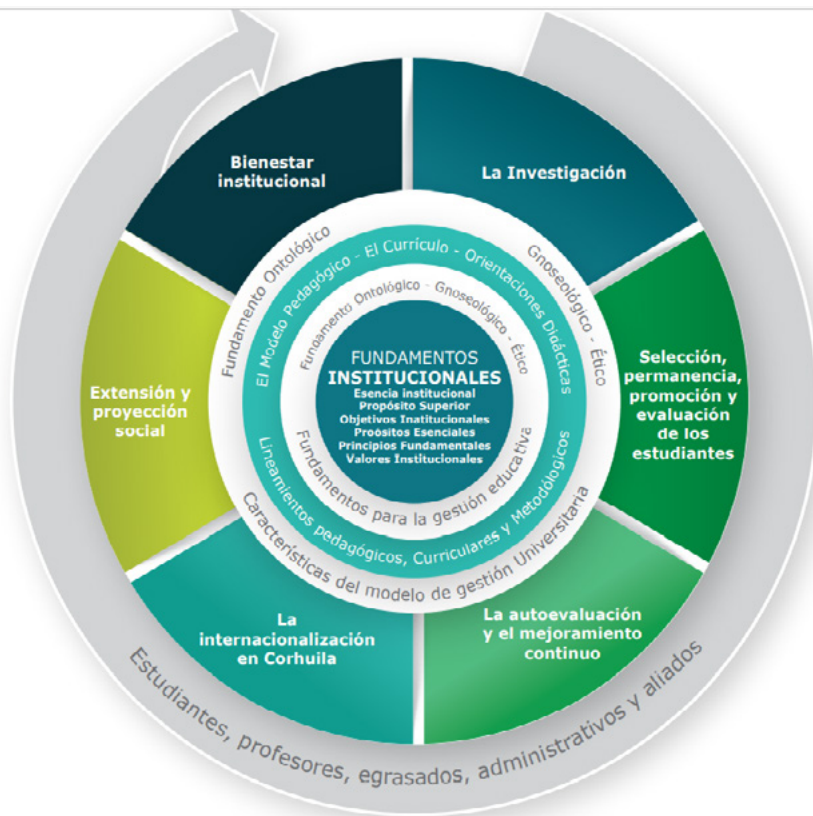 Bienestar
institucional
La Investigación
Selección,
permanencia,
promoción y
evaluación
de los
estudiantes
La autoevaluación
y el mejoramiento
continuo
La
internacionalización
en Corhuila
Extensión y
proyección
social
Fundamento Ontológico
Gnoseológico - Ético
Características del modelo de gestión Universitaria
El Modelo Pedagógico - El Currículo - Orientaciones Didácticas
Lineamientos pedagógicos, Curriculares y Metodólogicos
Fundamento Ontológico - Gnoseológico - Ético
Fundamentos para la gestión educativa
FUNDAMENTOS
INSTITUCIONALES
Esencia institucional
Propósito Superior
Objetivos Inatitucionales
Proósitos Esenciales
Principios Fundamentales
Valores Institucionales
Estudiantes, profesores, egrasados, administrativos y aliados